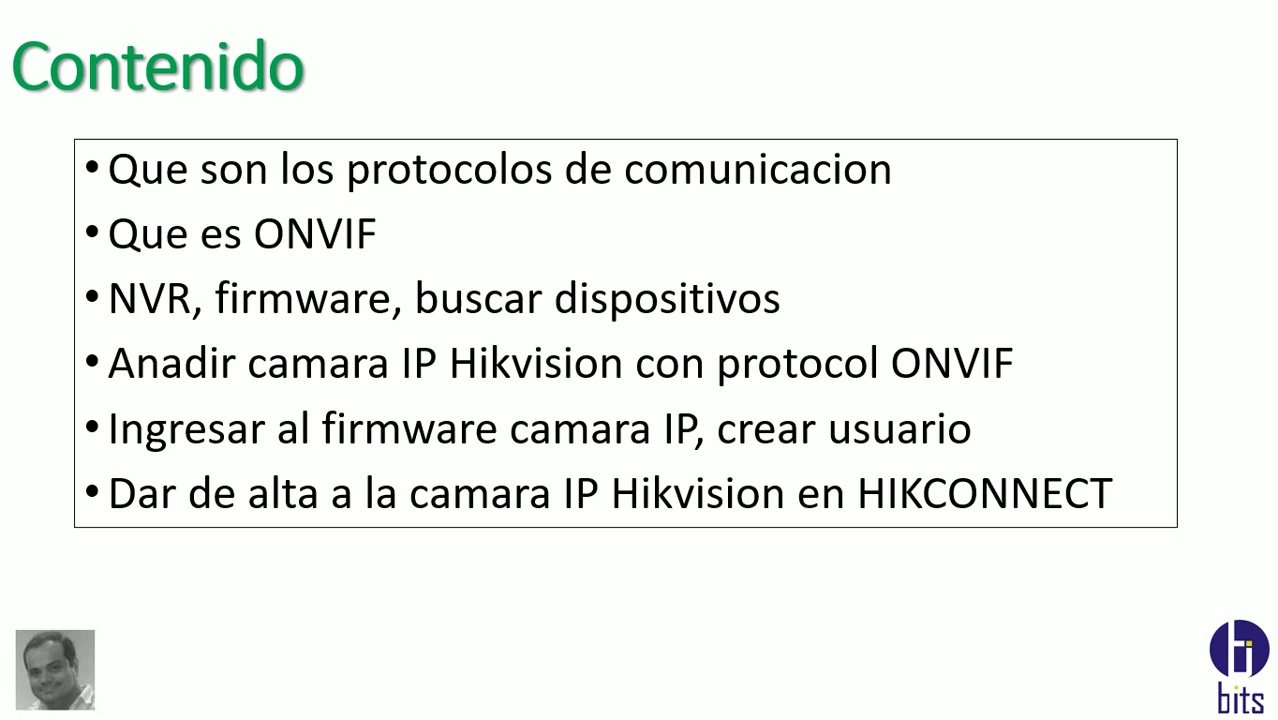 Contenido
• Que son los protocolos de comunicacion
• Que es ONVIF
• NVR, firmware, buscar dispositivos
• Anadir camara IP Hikvision con protocol ONVIF
• Ingresar al firmware camara IP, crear usuario
• Dar de alta a la camara IP Hikvision en HIKCONNECT
bits